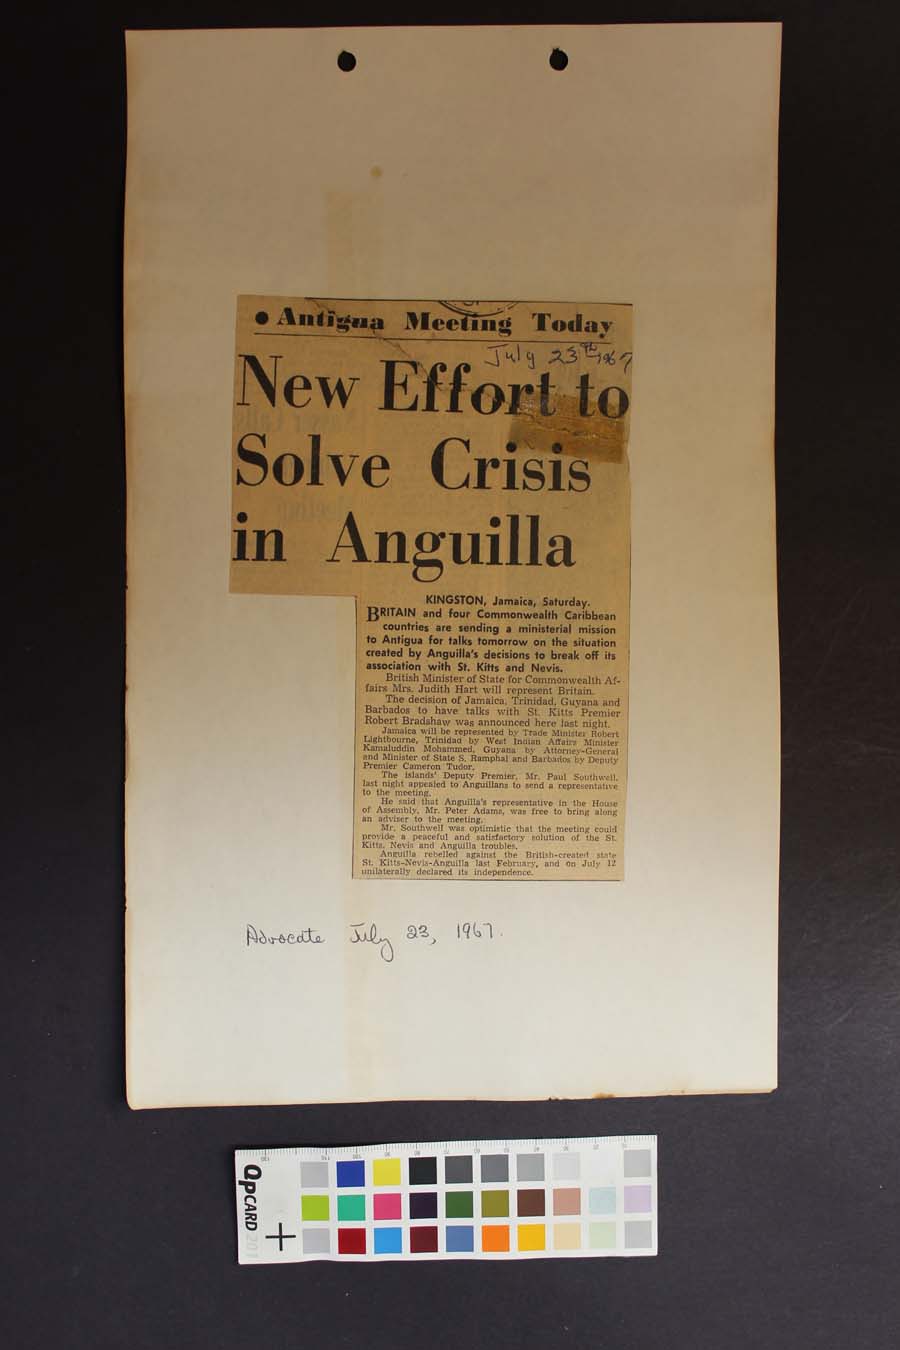 ● Antigua Meeting Today
July 23rd 1967
New Effort to
Solve Crisis
in Anguilla
KINGSTON, Jamaica, Saturday.
BRITAIN and four Commonwealth Caribbean
countries are sending a ministerial mission
to Antigua for talks tomorrow on the situation
created by Anguilla's decisions to break off its
association with St. Kitts and Nevis.
British Minister of State for Commonwealth Af-
fairs Mrs. Judith Hart will represent Britain.
The decision of Jamaica, Trinidad, Guyana and
Barbados to have talks with St. Kitts Premier
Robert Bradshaw was announced here last night.
Jamaica will be represented by Trade Minister Robert
Lightbourne, Trinidad by West Indian Affairs Minister
Kamaluddin Mohammed, Guyana by Attorney-General
and Minister of State S. Ramphal and Barbados by Deputy
Premier Cameron Tudor.
The islands' Deputy Premier, Mr. Paul Southwell,
last night appealed to Anguillans to send a representative
to the meeting.
He said that Anguilla's representative in the House
of Assembly, Mr. Peter Adams, was free to bring along
an adviser to the meeting.
Mr. Southwell was optimistic that the meeting could
provide a peaceful and satisfactory solution of the St.
Kitts, Nevis and Anguilla troubles.
Anguilla rebelled against the British-created state
St. Kitts-Nevis-Anguilla last February, and on July 12
unilaterally declared its independence.
Advocate July 23, 1967.
QPCARD 201